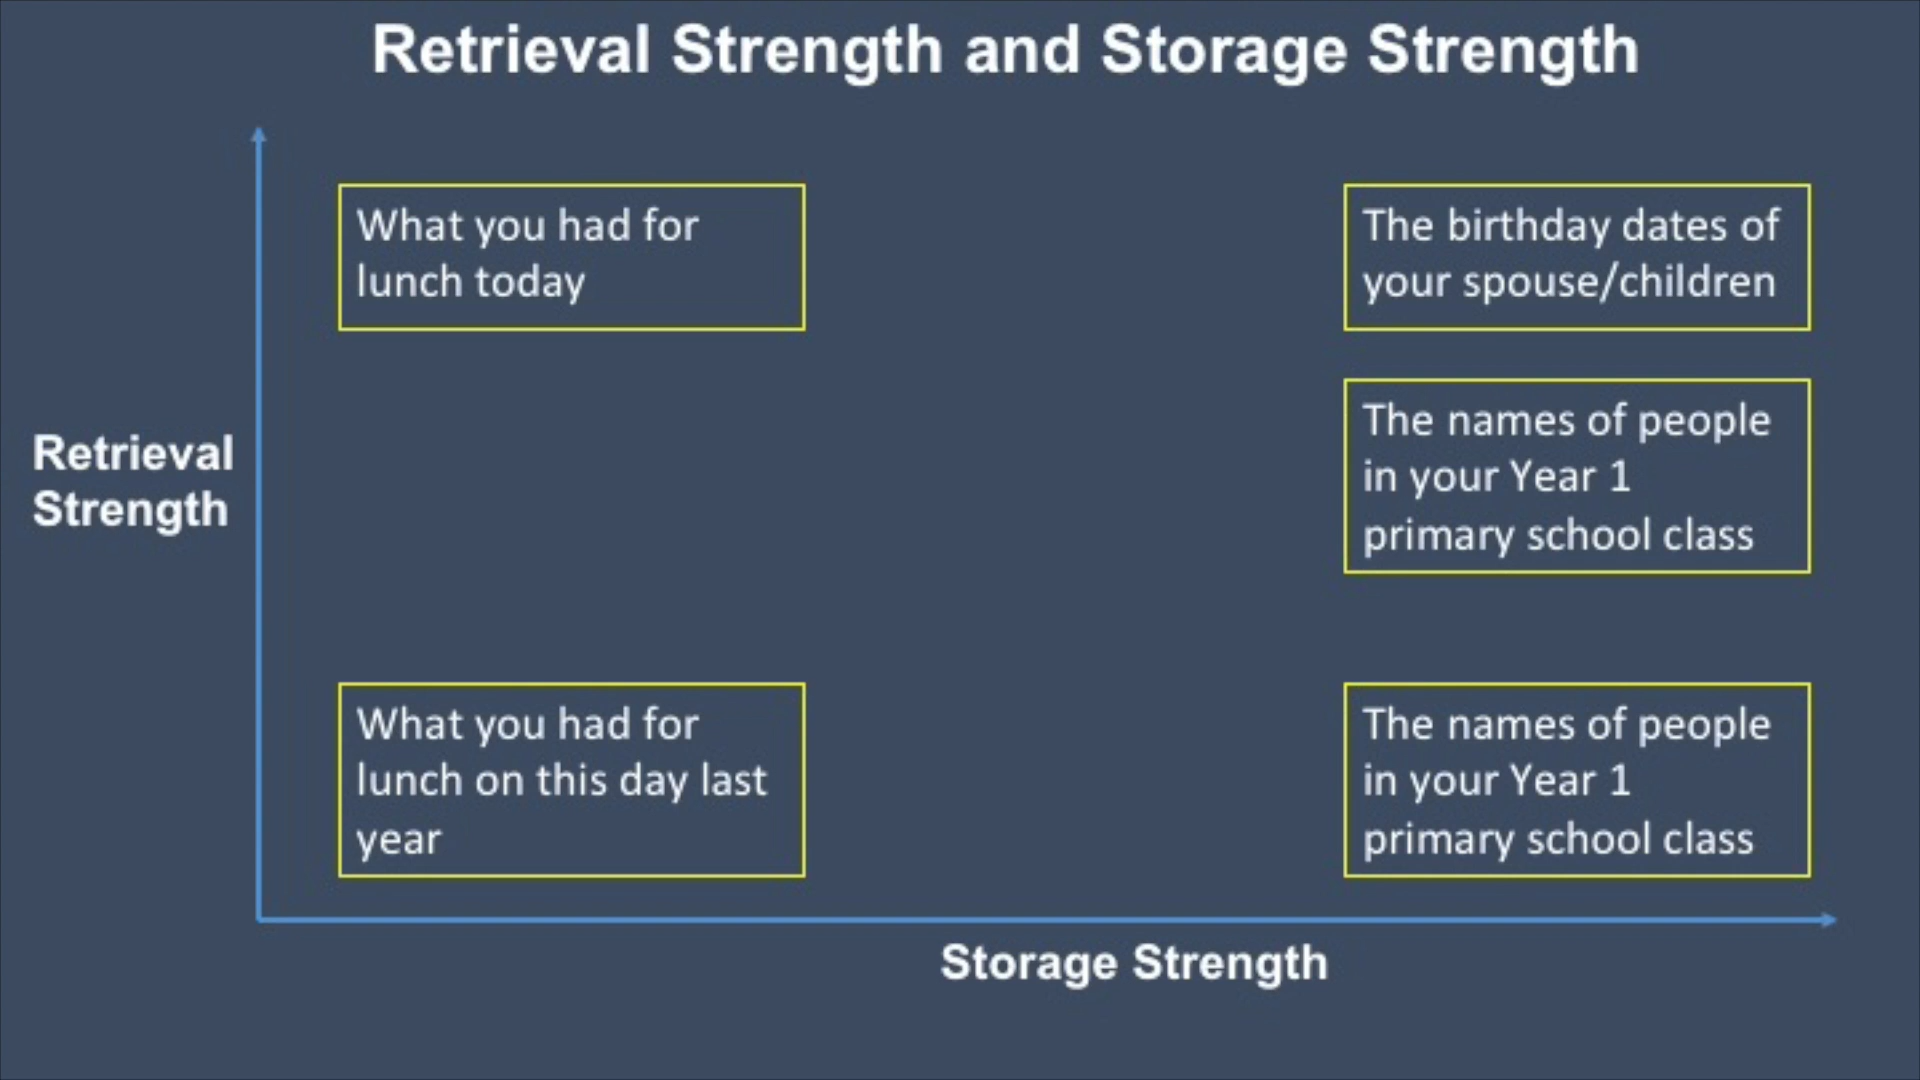 Retrieval Strength and Storage Strength
What you had for
lunch today
The birthday dates of
your spouse/children
The names of people
in your Year 1
primary school class
Retrieval
Strength
What you had for
lunch on this day last
year
The names of people
in your Year 1
primary school class
Storage Strength